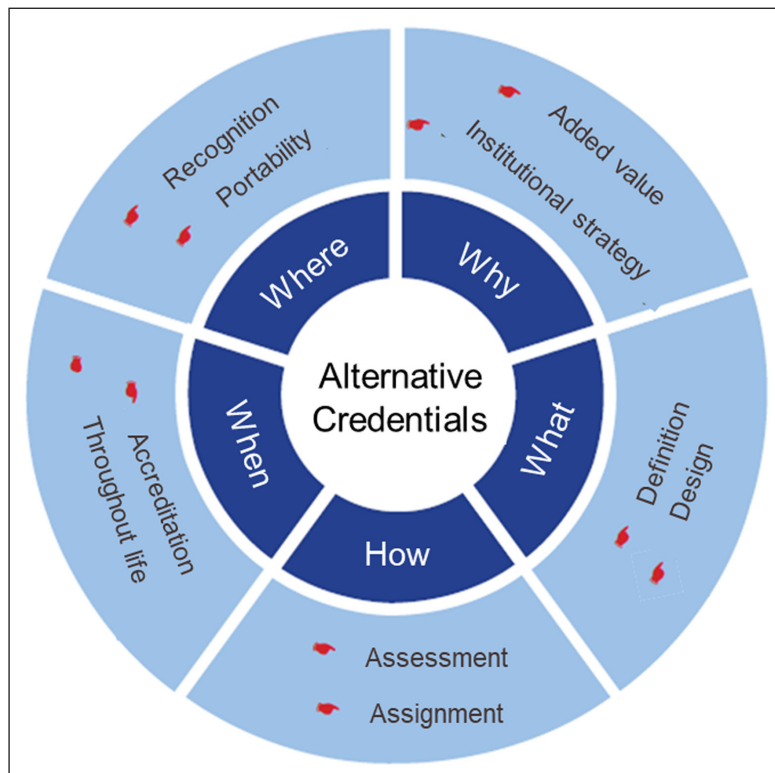 Alternative
Credentials
Why
Added value
Institutional strategy
What
Definition
Design
How
Assessment
Assignment
When
Accreditation
Throughout life
Where
Recognition
Portability